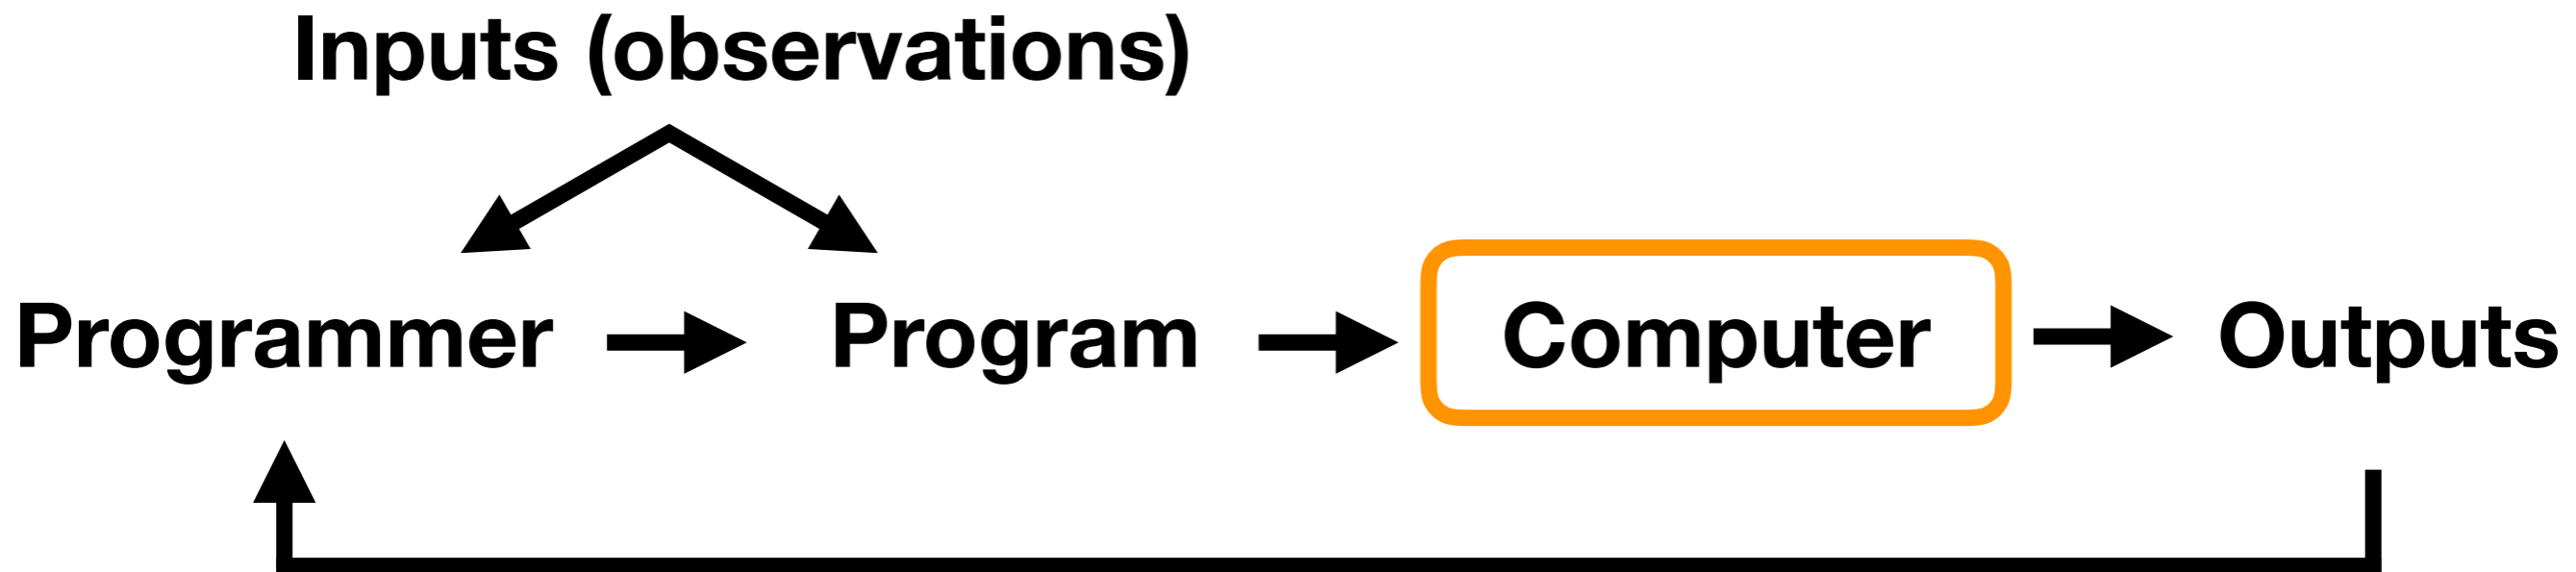 Inputs (observations)
Programmer
Program
Computer
Outputs